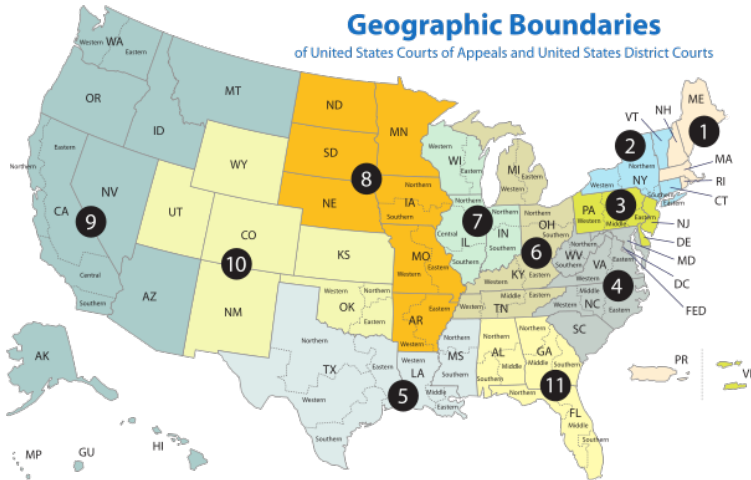 Geographic Boundaries
of United States Courts of Appeals and United States District Courts
Western WA Eastern
OR
ID
MT
Northern
Eastern
CA
NV
9
Central
Southern
AZ
WY
UT
CO
10
NM
KS
Western Northern
OK
Eastern
ND
SD
NE
8
MN
Northern
IA
Southern
MO
Western Eastern
Eastern
AR
Western
Northern
TX
Eastern
Western
Southern
Western
LA
Middle
Eastern
5
Northern
MS
Southern
Western
WI
Eastern
Northern
Central
IL
Southern
7
Northern
IN
Southern
Western
MI
Eastern
Northern
OH
Southern
6
KY
Western Eastern
Western Middle Eastern
TN
Northern
AL
Middle
Southern
Northern
GA
Middle
Southern
11
Northern
FL
Middle
Southern
ME
NH
VT
1
2
Northern
Western
NY
Southern
Eastern
MA
RI
CT
3
PA
Western Middle Eastern
NJ
DE
MD
DC
FED
Northern
WV
Southern
VA
Eastern
Western
4
Western Middle
NC
Eastern
SC
AK
MP
GU
HI
PR
VI